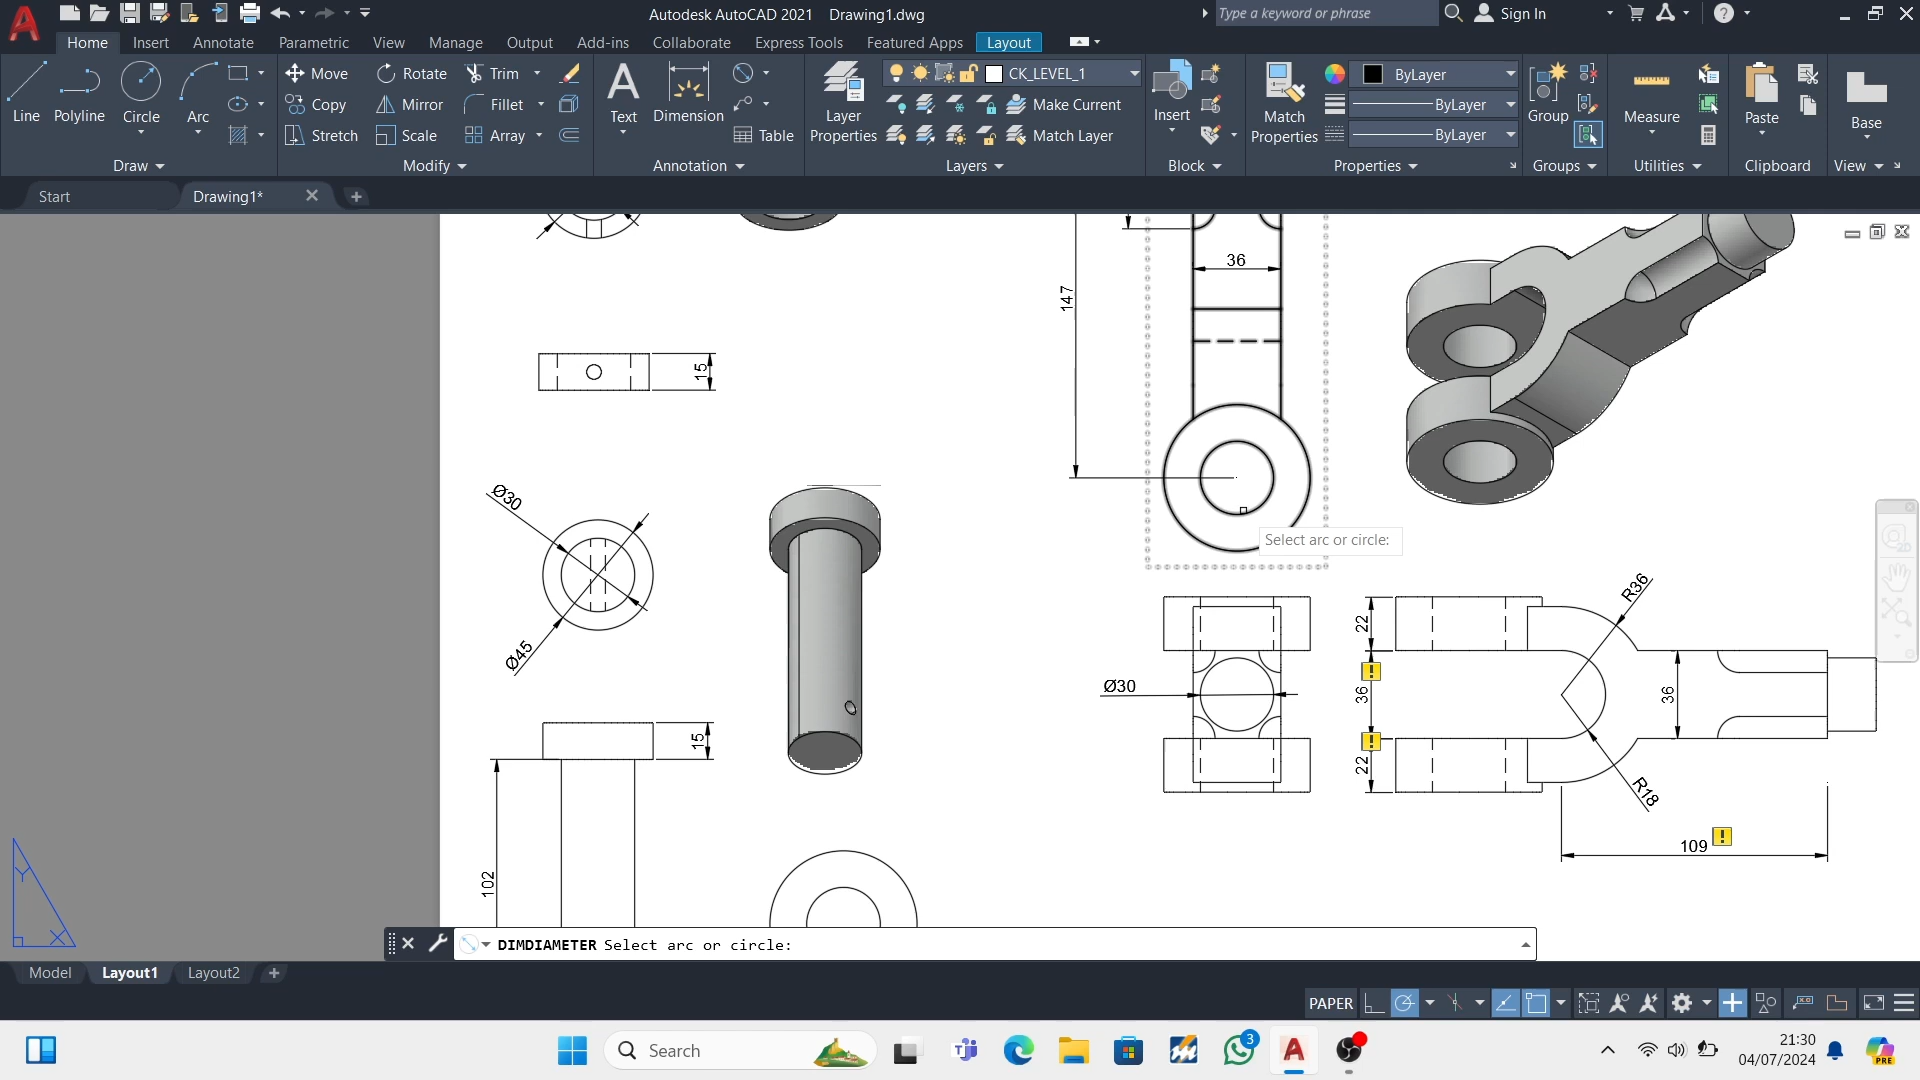 Autodesk AutoCAD 2021 Drawing1.dwg
Type a keyword or phrase
Sign In
Home Insert Annotate Parametric View Manage Output Add-ins Collaborate Express Tools Featured Apps Layout
Line Polyline Circle Arc
Move Rotate Trim
Copy Mirror Fillet
Stretch Scale Array
Text Dimension Table
Layer Properties
CK_LEVEL_1
Make Current
Match Layer
Insert
Match Properties
ByLayer
ByLayer
ByLayer
Group
Measure
Paste
Base
Draw Modify Annotation Layers Block Properties Groups Utilities Clipboard View
Start Drawing1*
36
147
15
Select arc or circle:
Ø30
Ø45
R36
22
Ø30
36
36
15
22
R18
109
102
Y
X
2D
DIMDIAMETER Select arc or circle:
Model Layout1 Layout2
PAPER
Search
3
21:30
04/07/2024
PRE